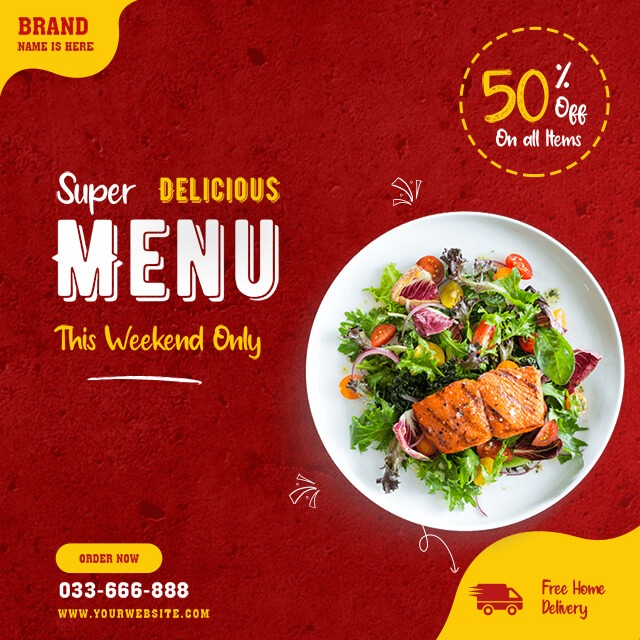 BRAND
NAME IS HERE
50% Off
On all Items
Super DELICIOUS
MENU
This Weekend Only
ORDER NOW
033-666-888
WWW.YOURWEBSITE.COM
Free Home
Delivery